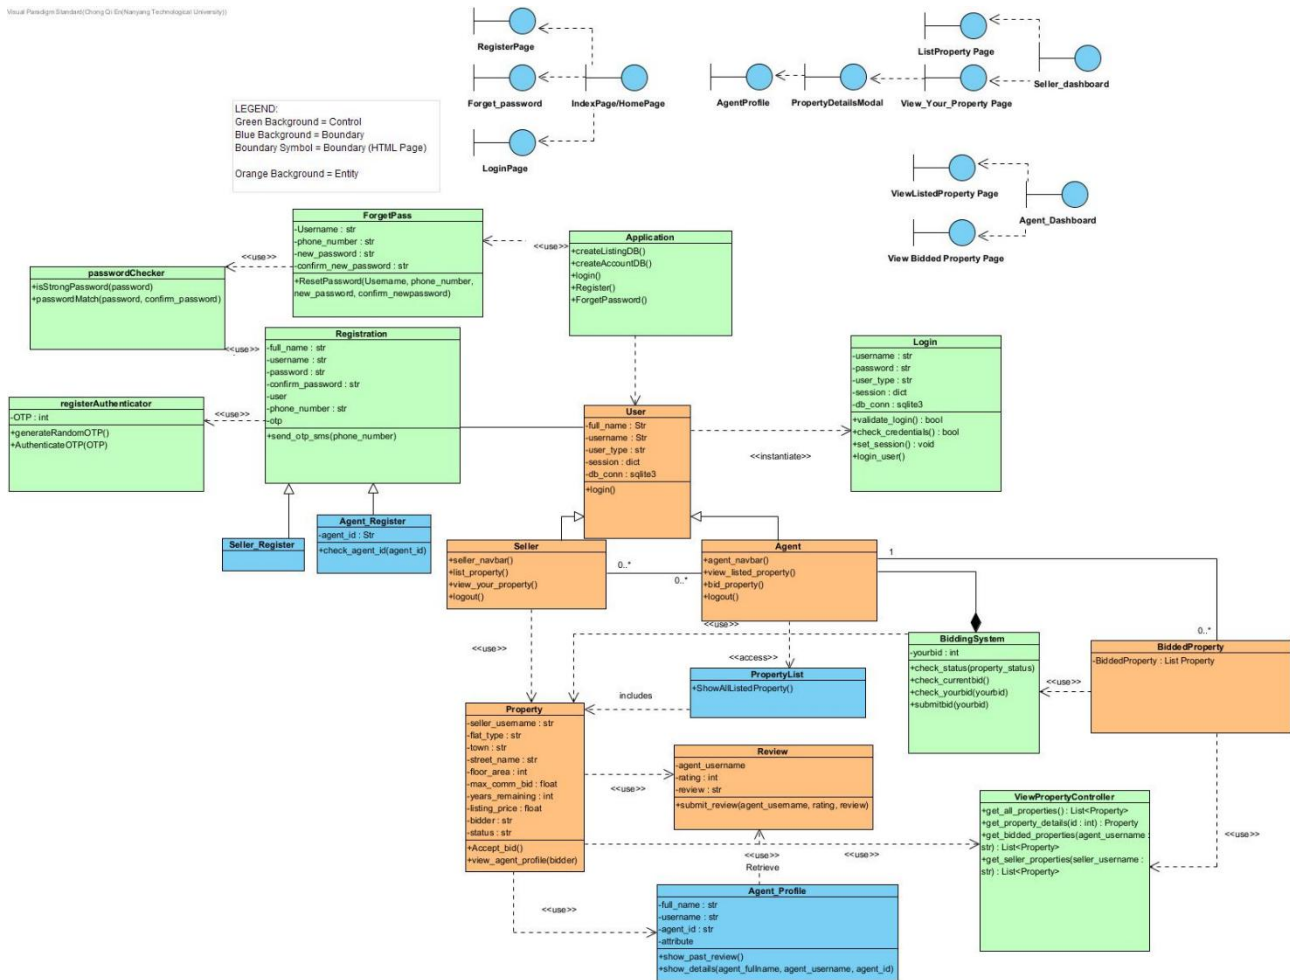 Visual Paradigm Standard(Chong Qi En(Nanyang Technological University))
RegisterPage
Forget_password
IndexPage/HomePage
LoginPage
ListProperty Page
Seller_dashboard
AgentProfile
PropertyDetailsModal
View_Your_Property Page
ViewListedProperty Page
Agent_Dashboard
View Bidded Property Page
LEGEND:
Green Background = Control
Blue Background = Boundary
Boundary Symbol = Boundary (HTML Page)
Orange Background = Entity
ForgetPass
-Username : str
-phone_number : str
-new_password : str
-confirm_new_password : str
+ResetPassword(Username, phone_number,
new_password, confirm_newpassword)
<<use>>
Application
+createListingDB()
+createAccountDB()
+login()
+Register()
+ForgetPassword()
<<use>>
passwordChecker
+isStrongPassword(password)
+passwordMatch(password, confirm_password)
<<use>>
Registration
-full_name : str
-username : str
-password : str
-confirm_password : str
-user
-phone_number : str
-otp
+send_otp_sms(phone_number)
<<use>>
registerAuthenticator
-OTP : int
+generateRandomOTP()
+AuthenticateOTP(OTP)
Login
-username : str
-password : str
-user_type : str
-session : dict
-db_conn : sqlite3
+validate_login() : bool
+check_credentials() : bool
+set_session() : void
+login_user()
User
-full_name : Str
-username : Str
-user_type : str
-session : dict
-db_conn : sqlite3
+login()
<<instantiate>>
Seller_Register
Agent_Register
-agent_id : Str
+check_agent_id(agent_id)
Seller
+seller_navbar()
+list_property()
+view_your_property()
+logout()
0..*
0..*
Agent
+agent_navbar()
+view_listed_property()
+bid_property()
+logout()
1
0..*
<<use>>
<<use>>
<<access>>
BiddingSystem
-yourbid : int
+check_status(property_status)
+check_currentbid()
+check_yourbid(yourbid)
+submitbid(yourbid)
<<use>>
BiddedProperty
-BiddedProperty : List Property
PropertyList
+ShowAllListedProperty()
includes
Property
-seller_username : str
-flat_type : str
-town : str
-street_name : str
-floor_area : int
-max_comm_bid : float
-years_remaining : int
-listing_price : float
-bidder : str
-status : str
+Accept_bid()
+view_agent_profile(bidder)
<<use>>
Review
-agent_username
-rating : int
-review : str
+submit_review(agent_username, rating, review)
<<use>>
Retrieve
<<use>>
ViewPropertyController
+get_all_properties() : List<Property>
+get_property_details(id : int) : Property
+get_bidded_properties(agent_username :
str) : List<Property>
+get_seller_properties(seller_username :
str) : List<Property>
<<use>>
<<use>>
Agent_Profile
-full_name : str
-username : str
-agent_id : str
-attribute
+show_past_review()
+show_details(agent_fullname, agent_username, agent_id)